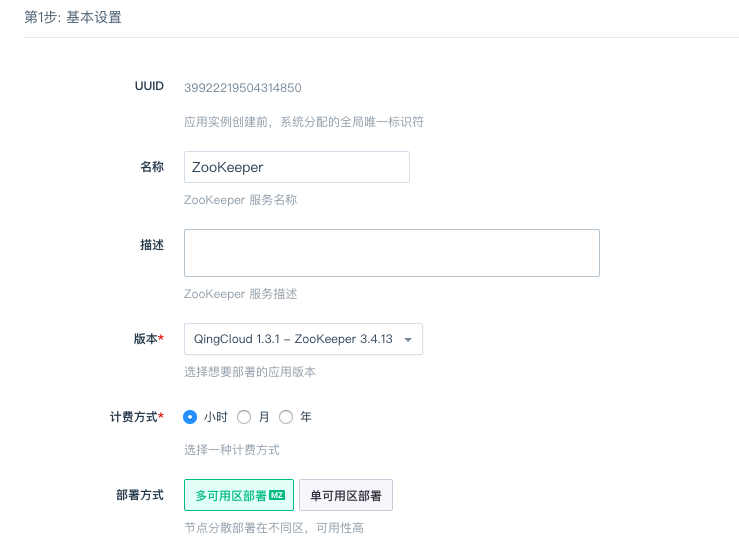 第1步: 基本设置
UUID 39922219504314850
应用实例创建前，系统分配的全局唯一标识符
名称 ZooKeeper
ZooKeeper 服务名称
描述
ZooKeeper 服务描述
版本* QingCloud 1.3.1 – ZooKeeper 3.4.13
选择想要部署的应用版本
计费方式* 小时 月 年
选择一种计费方式
部署方式 多可用区部署 MZ 单可用区部署
节点分散部署在不同区，可用性高